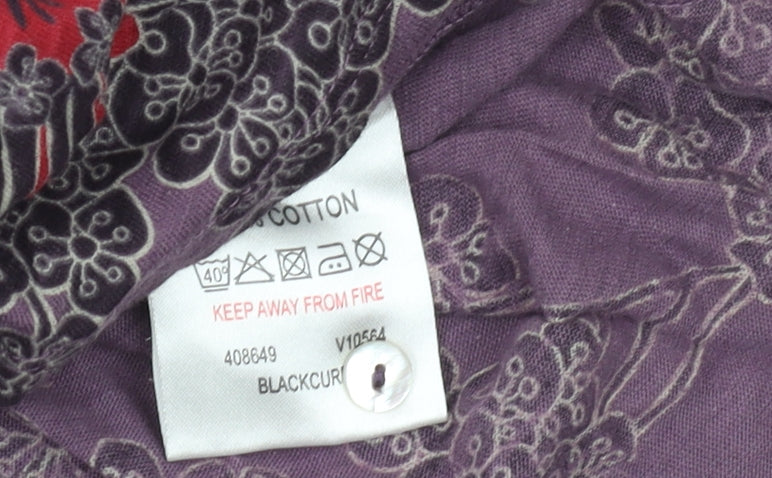 COTTON
40°
KEEP AWAY FROM FIRE
408649 V10564